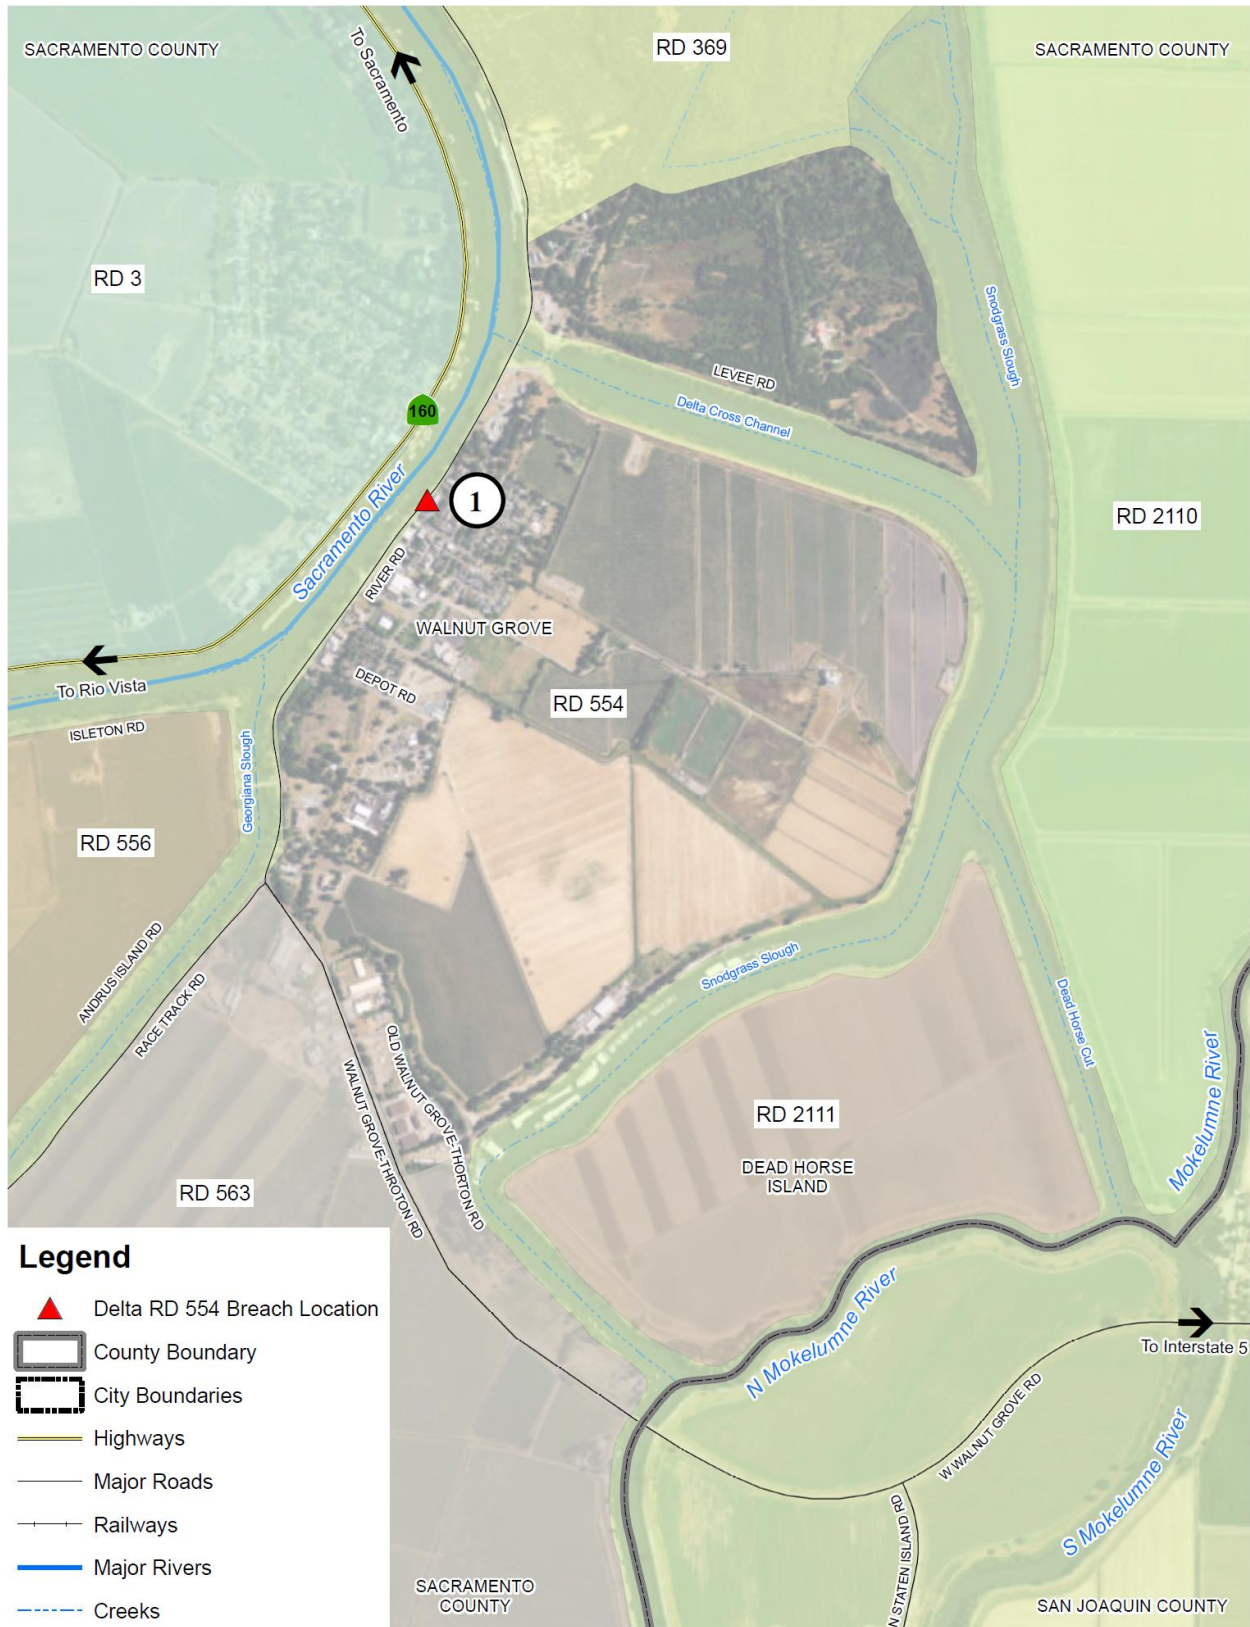 SACRAMENTO COUNTY
To Sacramento
RD 369
SACRAMENTO COUNTY
RD 3
Snodgrass Slough
LEVEE RD
Delta Cross Channel
160
Sacramento River
1
RD 2110
RIVER RD
WALNUT GROVE
To Rio Vista
DEPOT RD
RD 554
ISLETON RD
Georgiana Slough
RD 556
Snodgrass Slough
ANDRUS ISLAND RD
RACE TRACK RD
Dead Horse Cut
OLD WALNUT GROVE-THORTON RD
WALNUT GROVE-THROTON RD
Mokelumne River
RD 2111
DEAD HORSE
ISLAND
RD 563
N Mokelumne River
To Interstate 5
W WALNUT GROVE RD
S Mokelumne River
N STATEN ISLAND RD
SACRAMENTO
COUNTY
SAN JOAQUIN COUNTY
Legend
Delta RD 554 Breach Location
County Boundary
City Boundaries
Highways
Major Roads
Railways
Major Rivers
Creeks